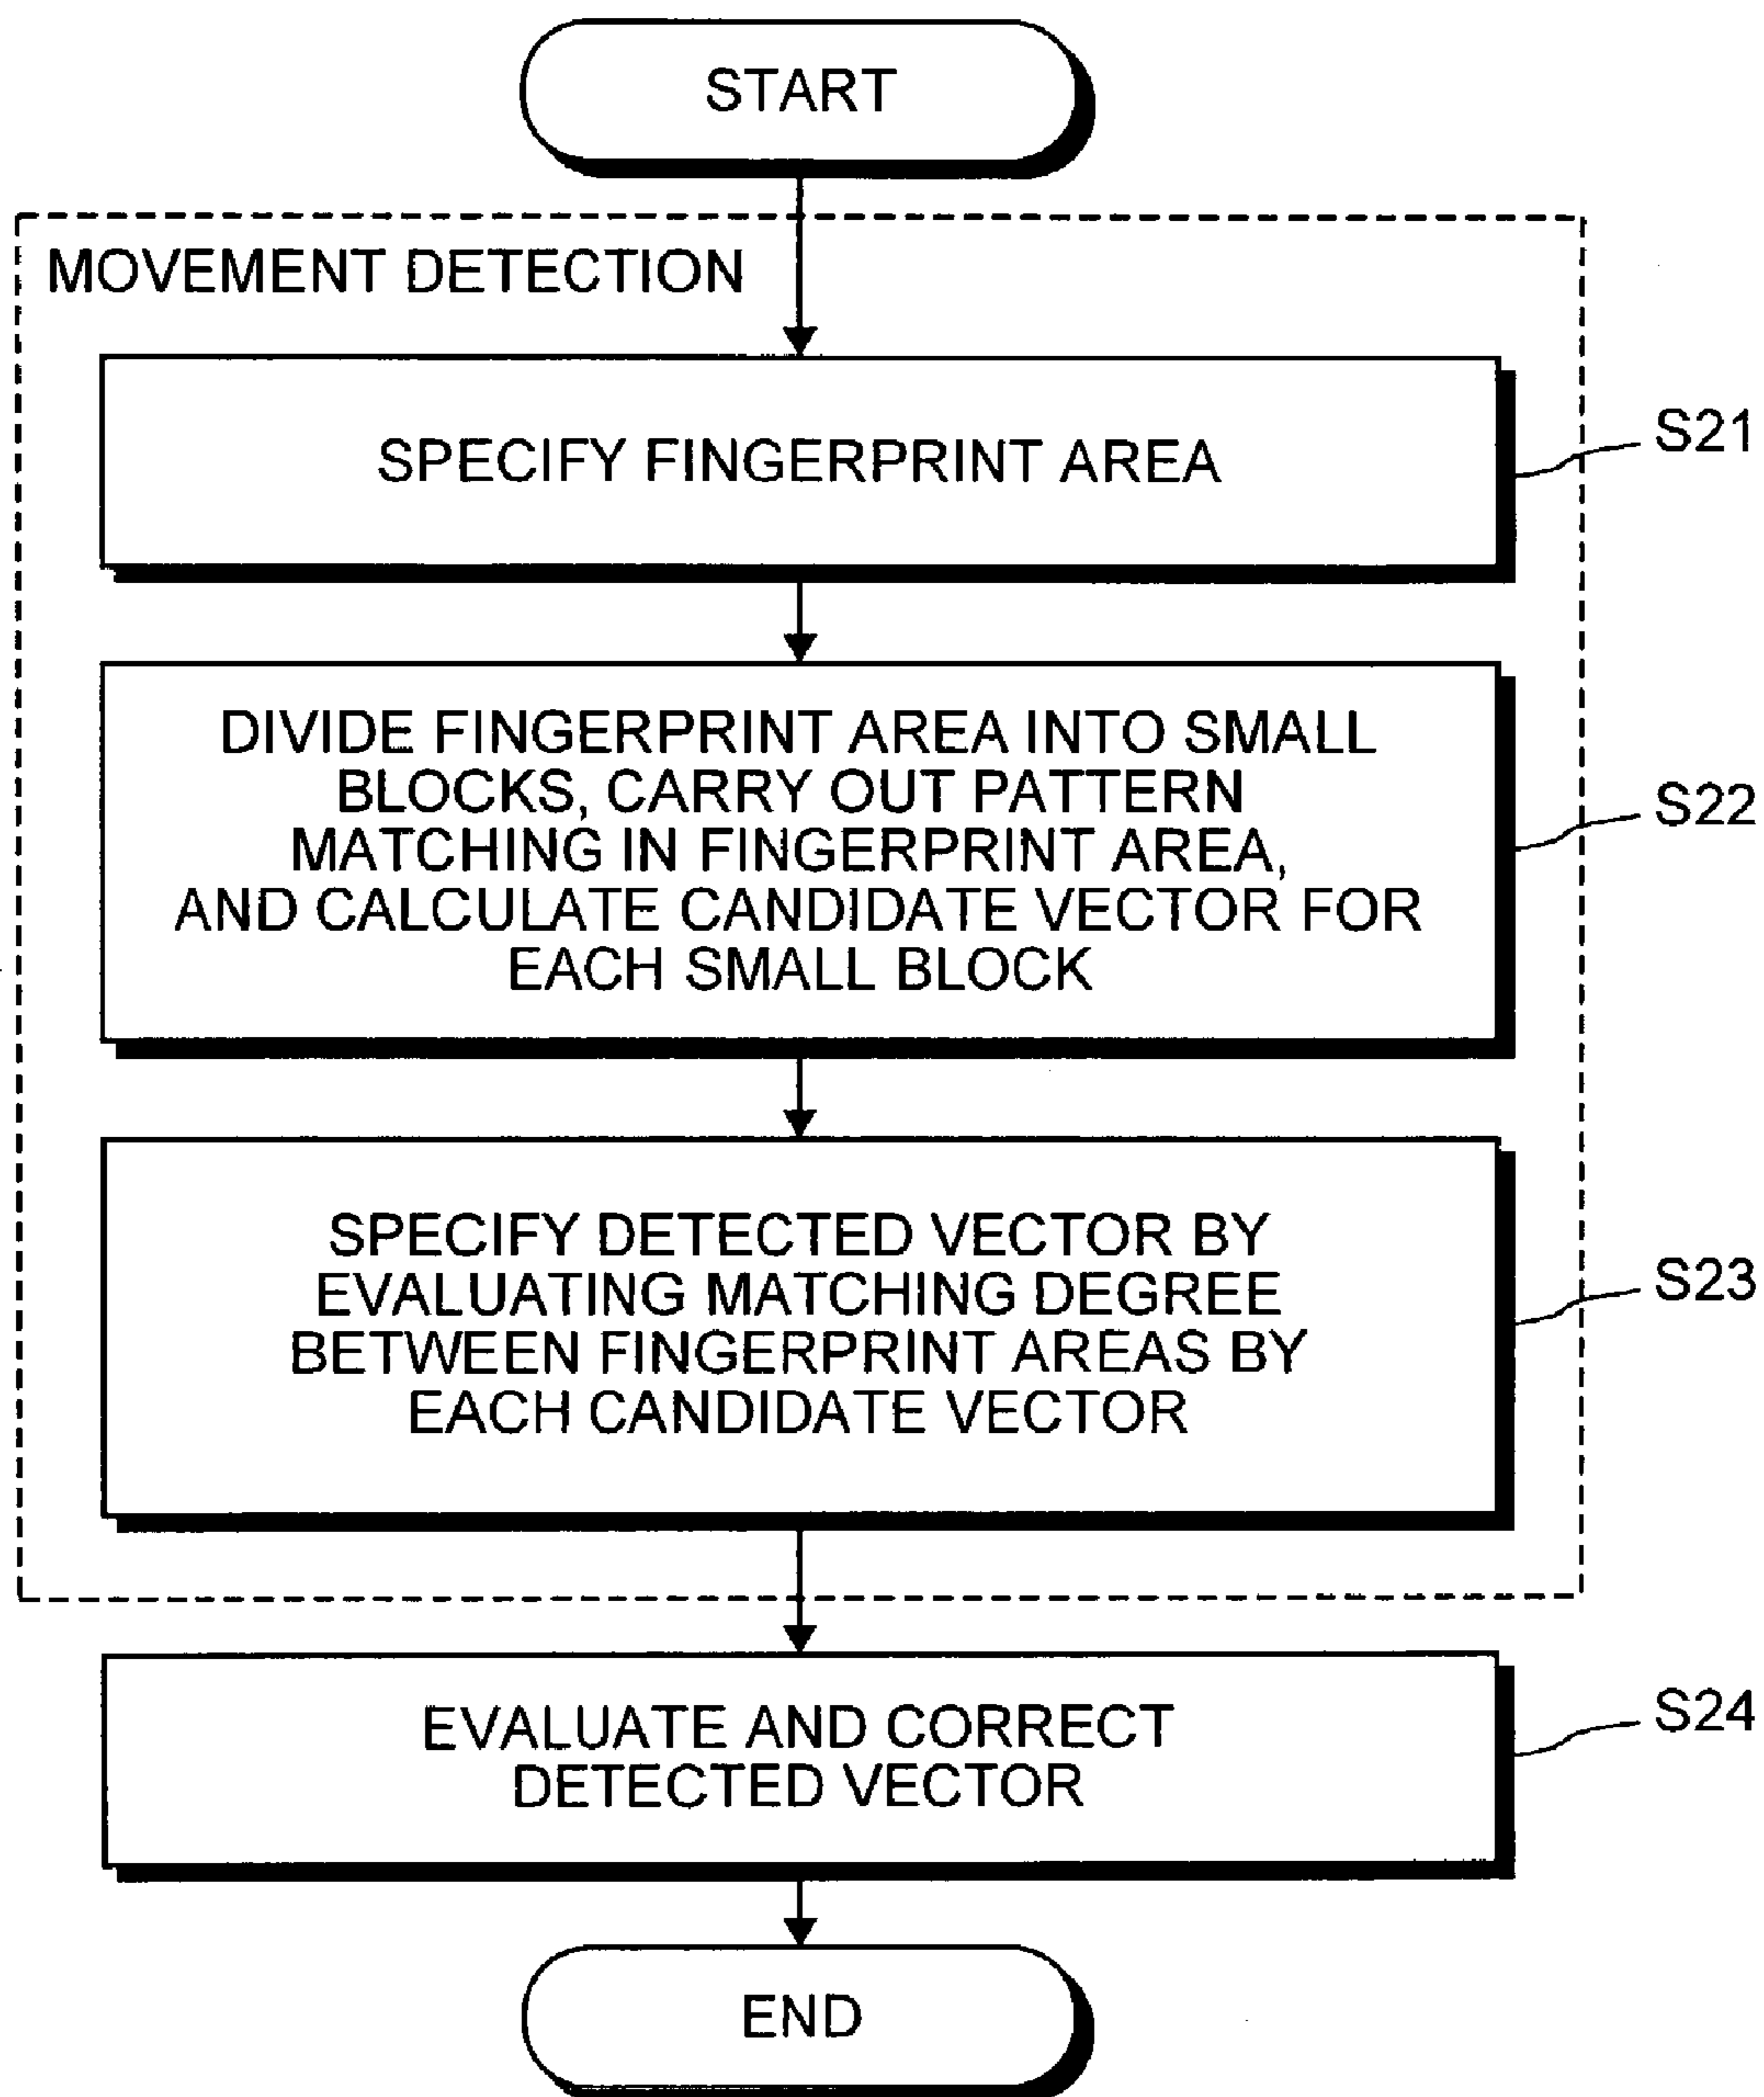 START
MOVEMENT DETECTION
SPECIFY FINGERPRINT AREA
S21
DIVIDE FINGERPRINT AREA INTO SMALL
BLOCKS, CARRY OUT PATTERN
MATCHING IN FINGERPRINT AREA,
AND CALCULATE CANDIDATE VECTOR FOR
EACH SMALL BLOCK
S22
SPECIFY DETECTED VECTOR BY
EVALUATING MATCHING DEGREE
BETWEEN FINGERPRINT AREAS BY
EACH CANDIDATE VECTOR
S23
EVALUATE AND CORRECT
DETECTED VECTOR
S24
END